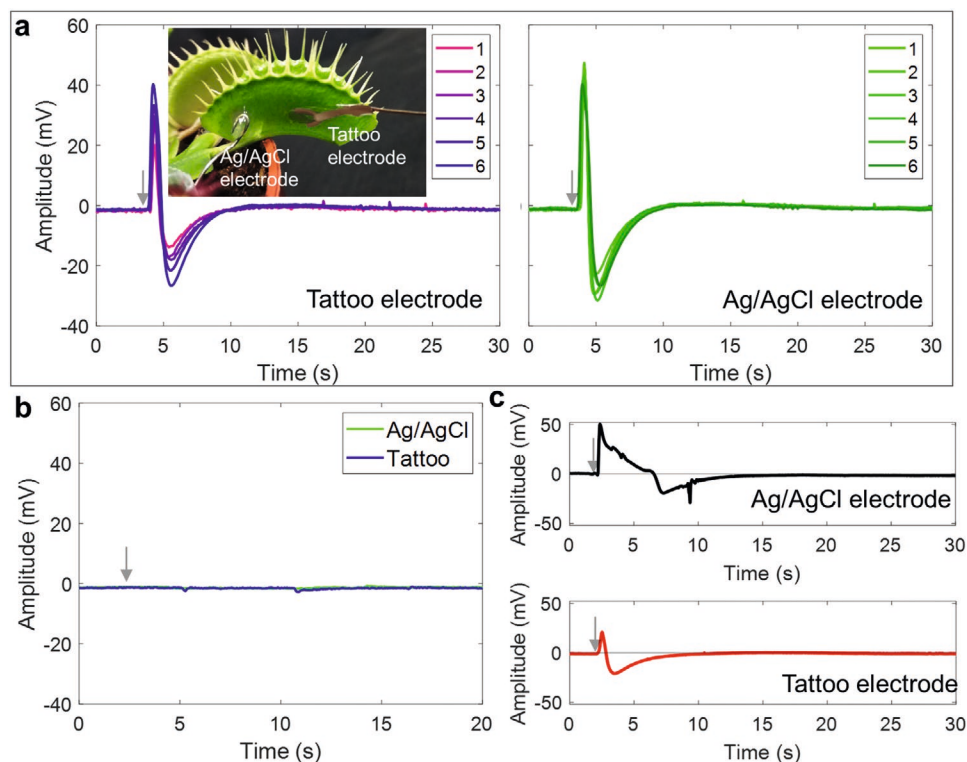 a
Amplitude (mV)
60
40
20
0
-20
-40
0 5 10 15 20 25 30
Time (s)
1
2
3
4
5
6
Ag/AgCl
electrode
Tattoo
electrode
Tattoo electrode
1
2
3
4
5
6
Ag/AgCl electrode
0 5 10 15 20 25 30
Time (s)
b
Amplitude (mV)
60
40
20
0
-20
-40
0 5 10 15 20
Time (s)
Ag/AgCl
Tattoo
c
Amplitude (mV)
50
0
-50
Ag/AgCl electrode
0 5 10 15 20 25 30
Time (s)
Amplitude (mV)
50
0
-50
Tattoo electrode
0 5 10 15 20 25 30
Time (s)